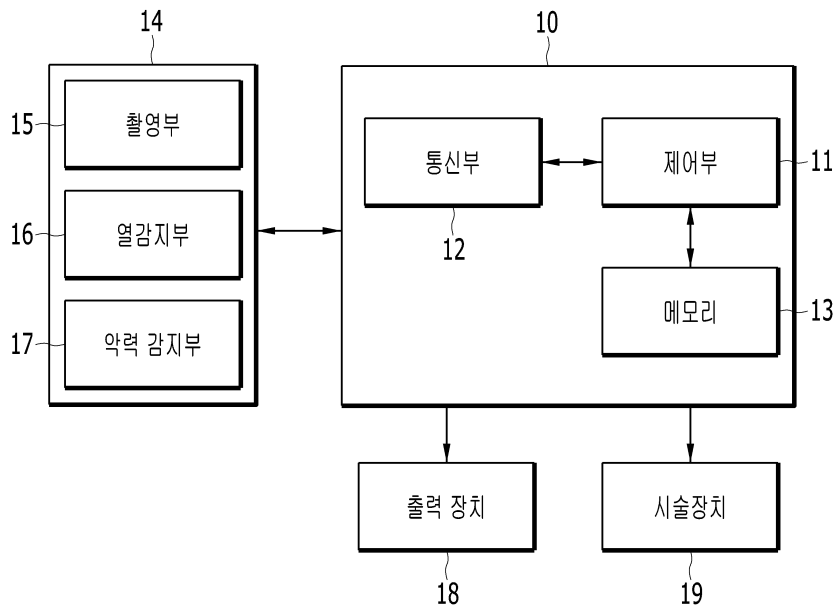 14
10
15
촬영부
통신부
제어부
11
16
열감지부
12
메모리
13
17
악력 감지부
출력 장치
시술장치
18
19